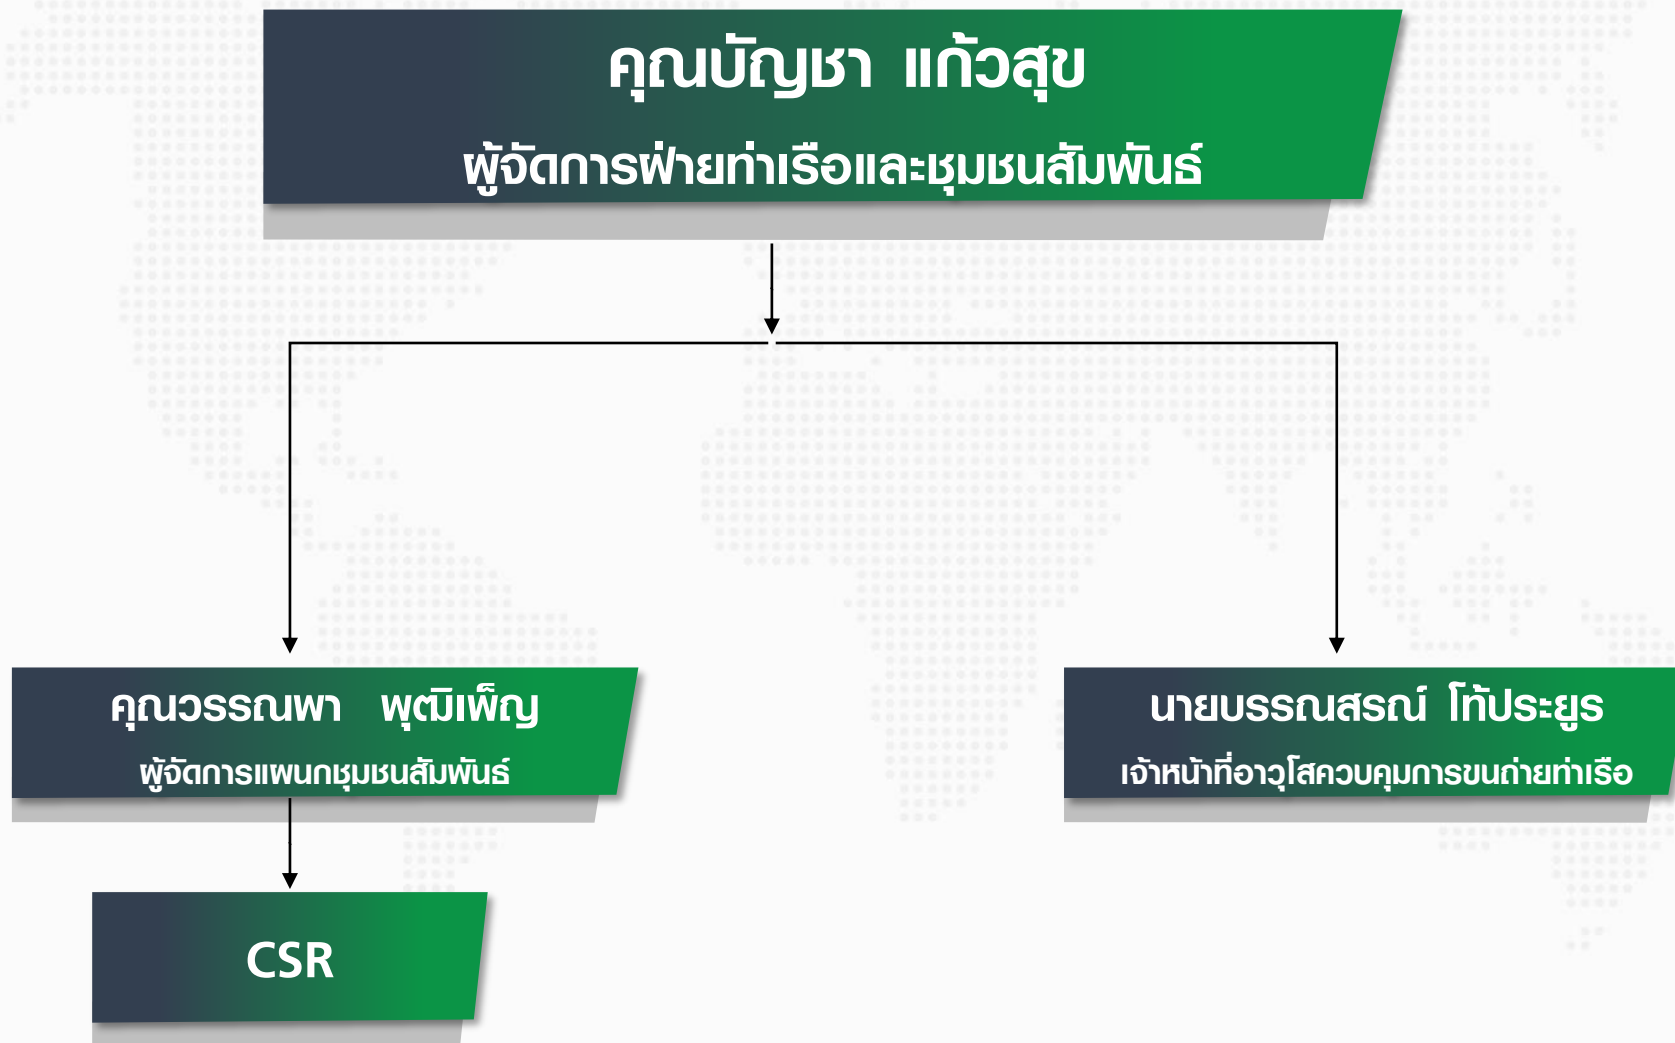 คุณบัญชา แก้วสุข
ผู้จัดการฝ่ายท่าเรือและชุมชนสัมพันธ์
คุณวรรณพา พุฒิเพ็ญ
ผู้จัดการแผนกชุมชนสัมพันธ์
นายบรรณสรณ์ โท้ประยูร
เจ้าหน้าที่อาวุโสควบคุมการขนถ่ายท่าเรือ
CSR